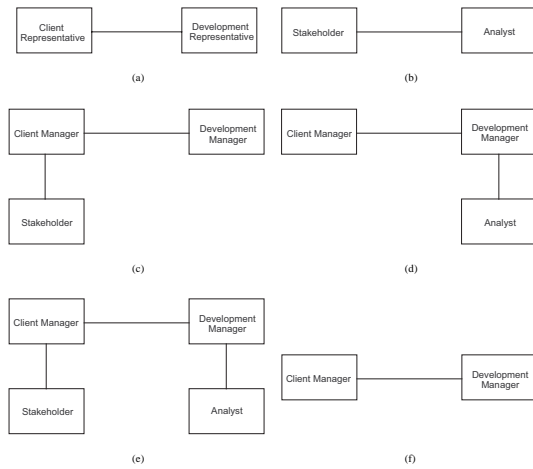 Client
Representative
Development
Representative
(a)
Stakeholder
Analyst
(b)
Client Manager
Development
Manager
Stakeholder
(c)
Client Manager
Development
Manager
Analyst
(d)
Client Manager
Development
Manager
Stakeholder
Analyst
(e)
Client Manager
Development
Manager
(f)